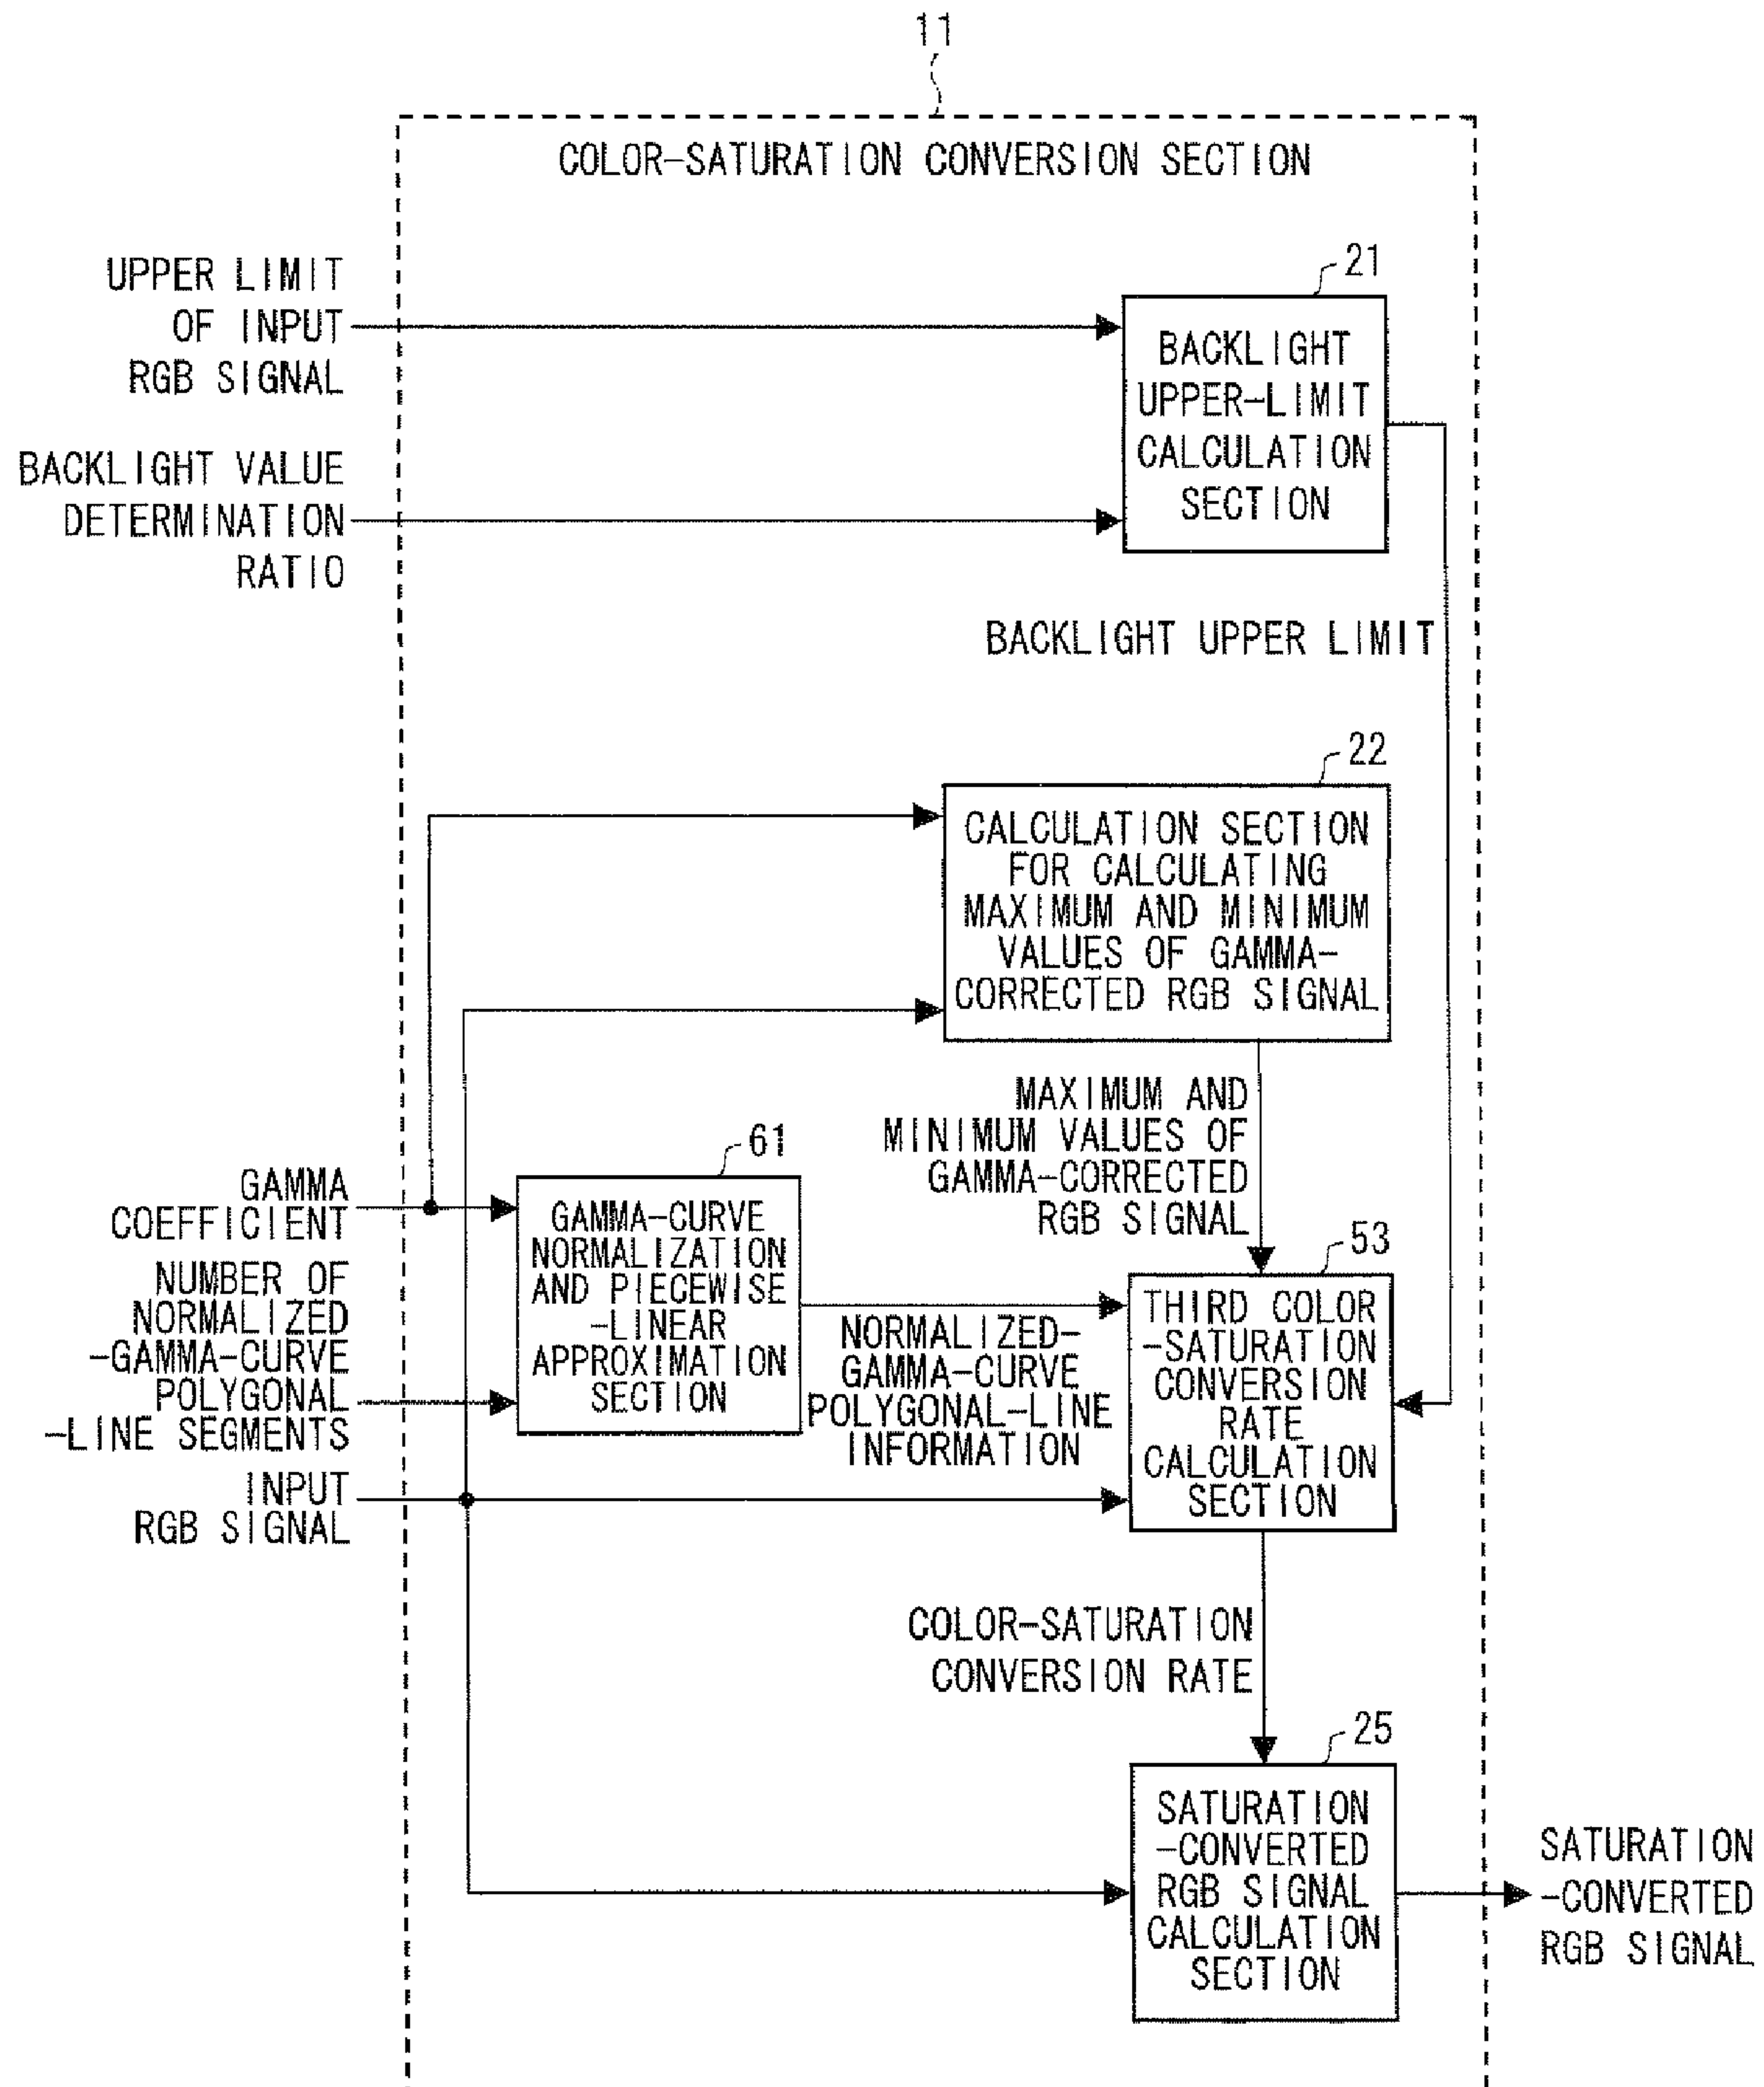 11
COLOR-SATURATION CONVERSION SECTION
UPPER LIMIT
OF INPUT
RGB SIGNAL
BACKLIGHT VALUE
DETERMINATION
RATIO
21
BACKLIGHT
UPPER-LIMIT
CALCULATION
SECTION
BACKLIGHT UPPER LIMIT
22
CALCULATION SECTION
FOR CALCULATING
MAXIMUM AND MINIMUM
VALUES OF GAMMA-
CORRECTED RGB SIGNAL
MAXIMUM AND
MINIMUM VALUES OF
GAMMA-CORRECTED
RGB SIGNAL
GAMMA
COEFFICIENT
NUMBER OF
NORMALIZED
-GAMMA-CURVE
POLYGONAL
-LINE SEGMENTS
INPUT
RGB SIGNAL
61
GAMMA-CURVE
NORMALIZATION
AND PIECEWISE
-LINEAR
APPROXIMATION
SECTION
NORMALIZED-
GAMMA-CURVE
POLYGONAL-LINE
INFORMATION
53
THIRD COLOR
-SATURATION
CONVERSION
RATE
CALCULATION
SECTION
COLOR-SATURATION
CONVERSION RATE
25
SATURATION
-CONVERTED
RGB SIGNAL
CALCULATION
SECTION
SATURATION
-CONVERTED
RGB SIGNAL